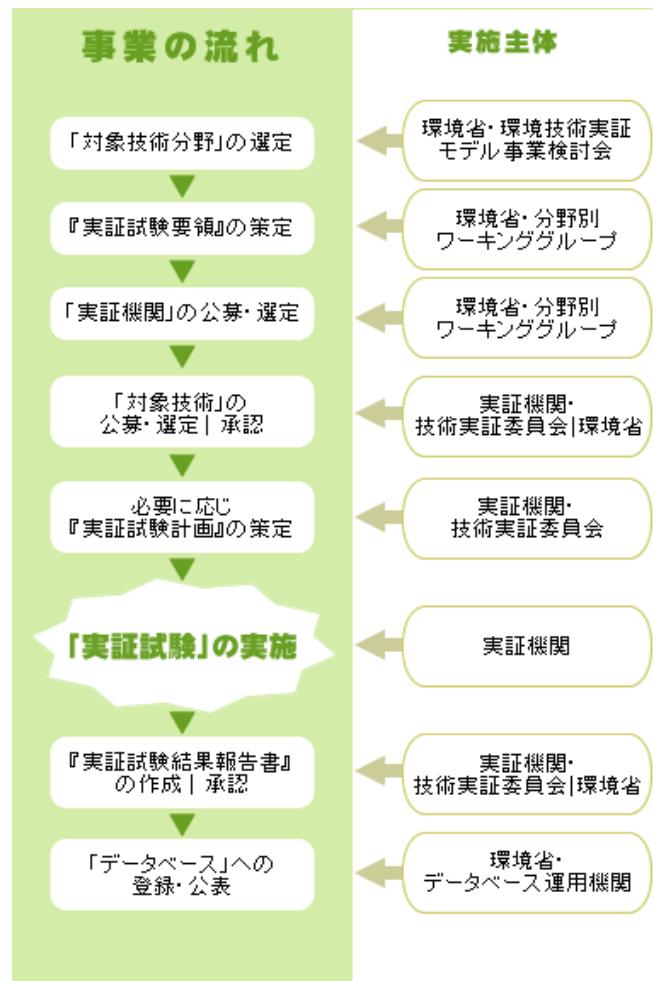 事業の流れ
実施主体
「対象技術分野」の選定
環境省・環境技術実証
モデル事業検討会
『実証試験要領』の策定
環境省・分野別
ワーキンググループ
「実証機関」の公募・選定
環境省・分野別
ワーキンググループ
「対象技術」の
公募・選定｜承認
実証機関・
技術実証委員会|環境省
必要に応じ
『実証試験計画』の策定
実証機関・
技術実証委員会
「実証試験」の実施
実証機関
『実証試験結果報告書』
の作成｜承認
実証機関・
技術実証委員会|環境省
「データベース」への
登録・公表
環境省・
データベース運用機関